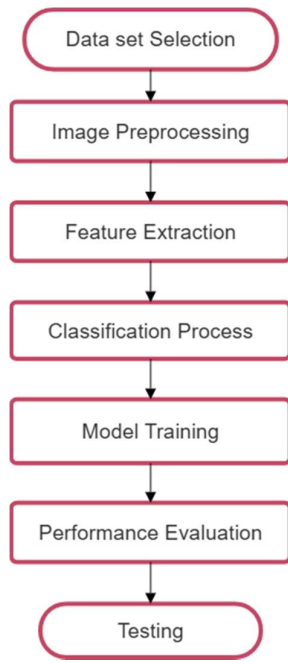 Data set Selection
Image Preprocessing
Feature Extraction
Classification Process
Model Training
Performance Evaluation
Testing